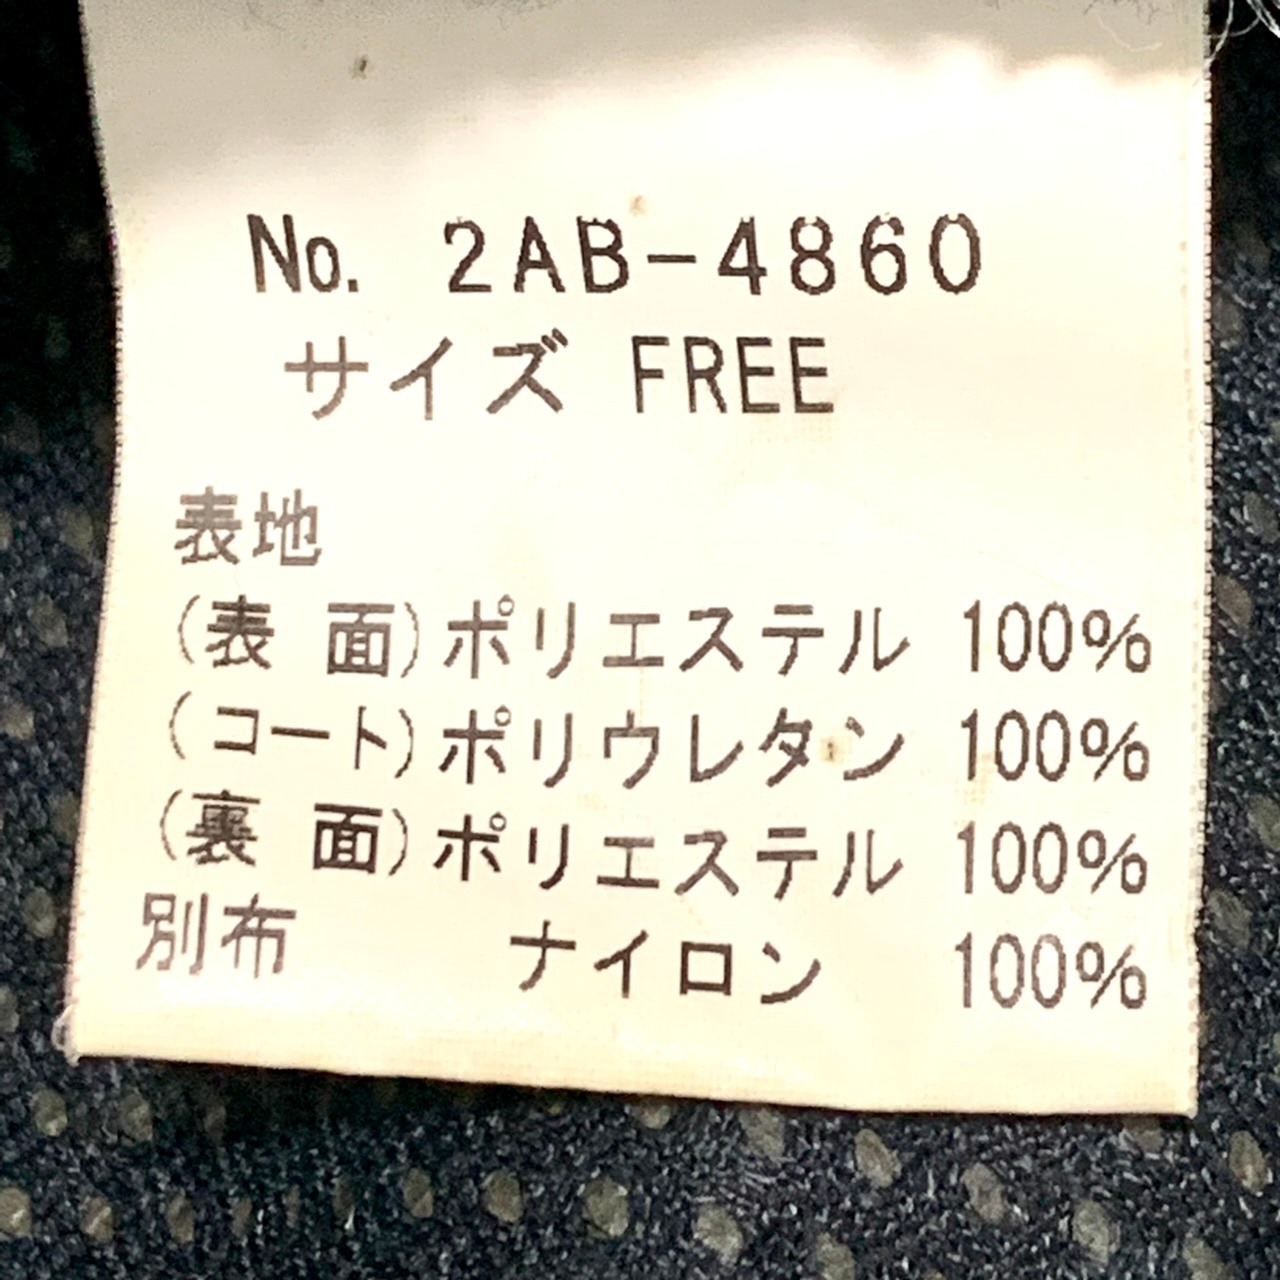 No. 2AB-4860
サイズ FREE
表地
(表 面)ポリエステル 100%
(コート)ポリウレタン 100%
(裏 面)ポリエステル 100%
別布 ナイロン 100%